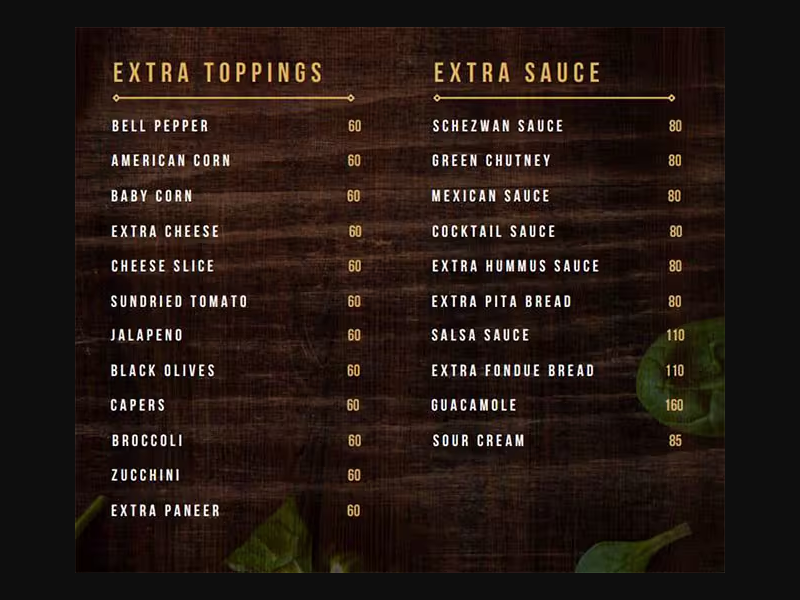 EXTRA TOPPINGS
BELL PEPPER 60
AMERICAN CORN 60
BABY CORN 60
EXTRA CHEESE 60
CHEESE SLICE 60
SUNDRIED TOMATO 60
JALAPENO 60
BLACK OLIVES 60
CAPERS 60
BROCCOLI 60
ZUCCHINI 60
EXTRA PANEER 60
EXTRA SAUCE
SCHEZWAN SAUCE 80
GREEN CHUTNEY 80
MEXICAN SAUCE 80
COCKTAIL SAUCE 80
EXTRA HUMMUS SAUCE 80
EXTRA PITA BREAD 80
SALSA SAUCE 110
EXTRA FONDUE BREAD 110
GUACAMOLE 160
SOUR CREAM 85